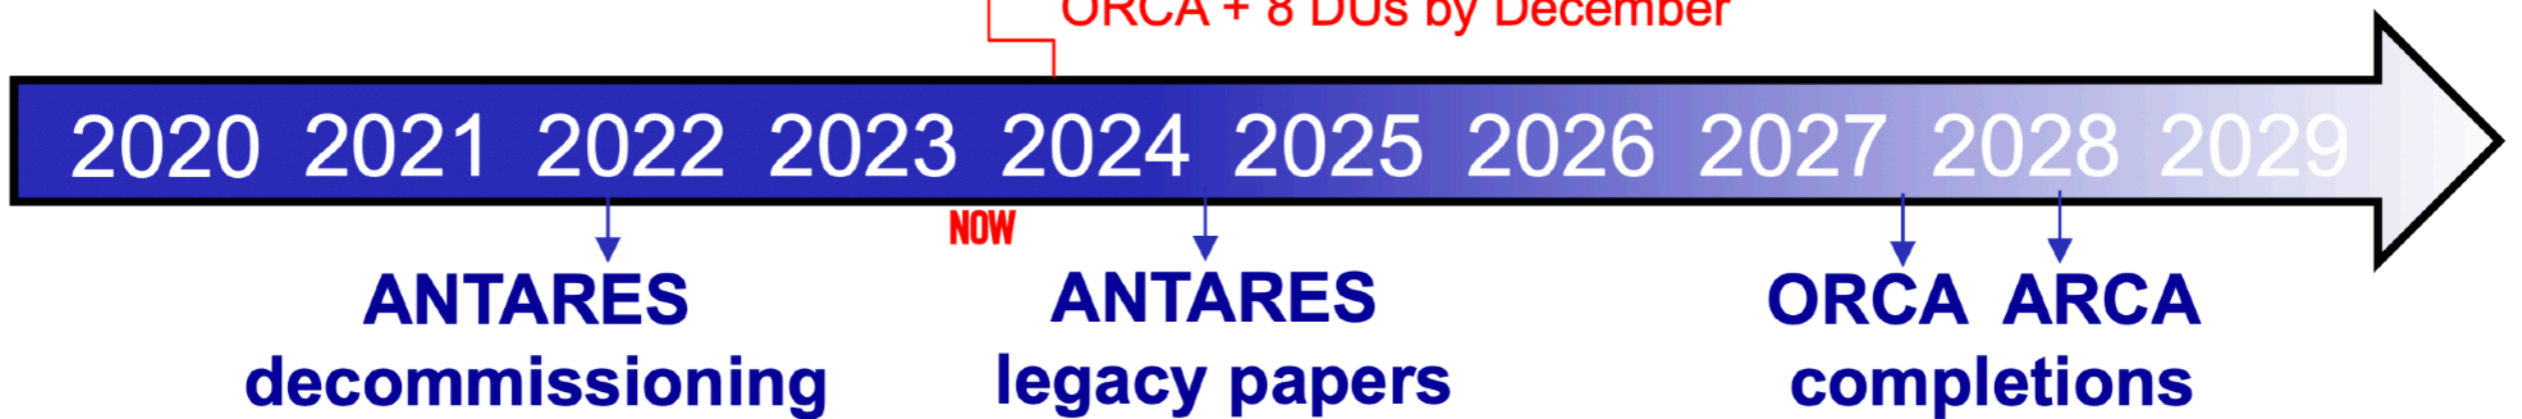 ORCA + 8 DUs by December
2020 2021 2022 2023 2024 2025 2026 2027 2028 2029
NOW
ANTARES decommissioning
ANTARES legacy papers
ORCA ARCA
completions